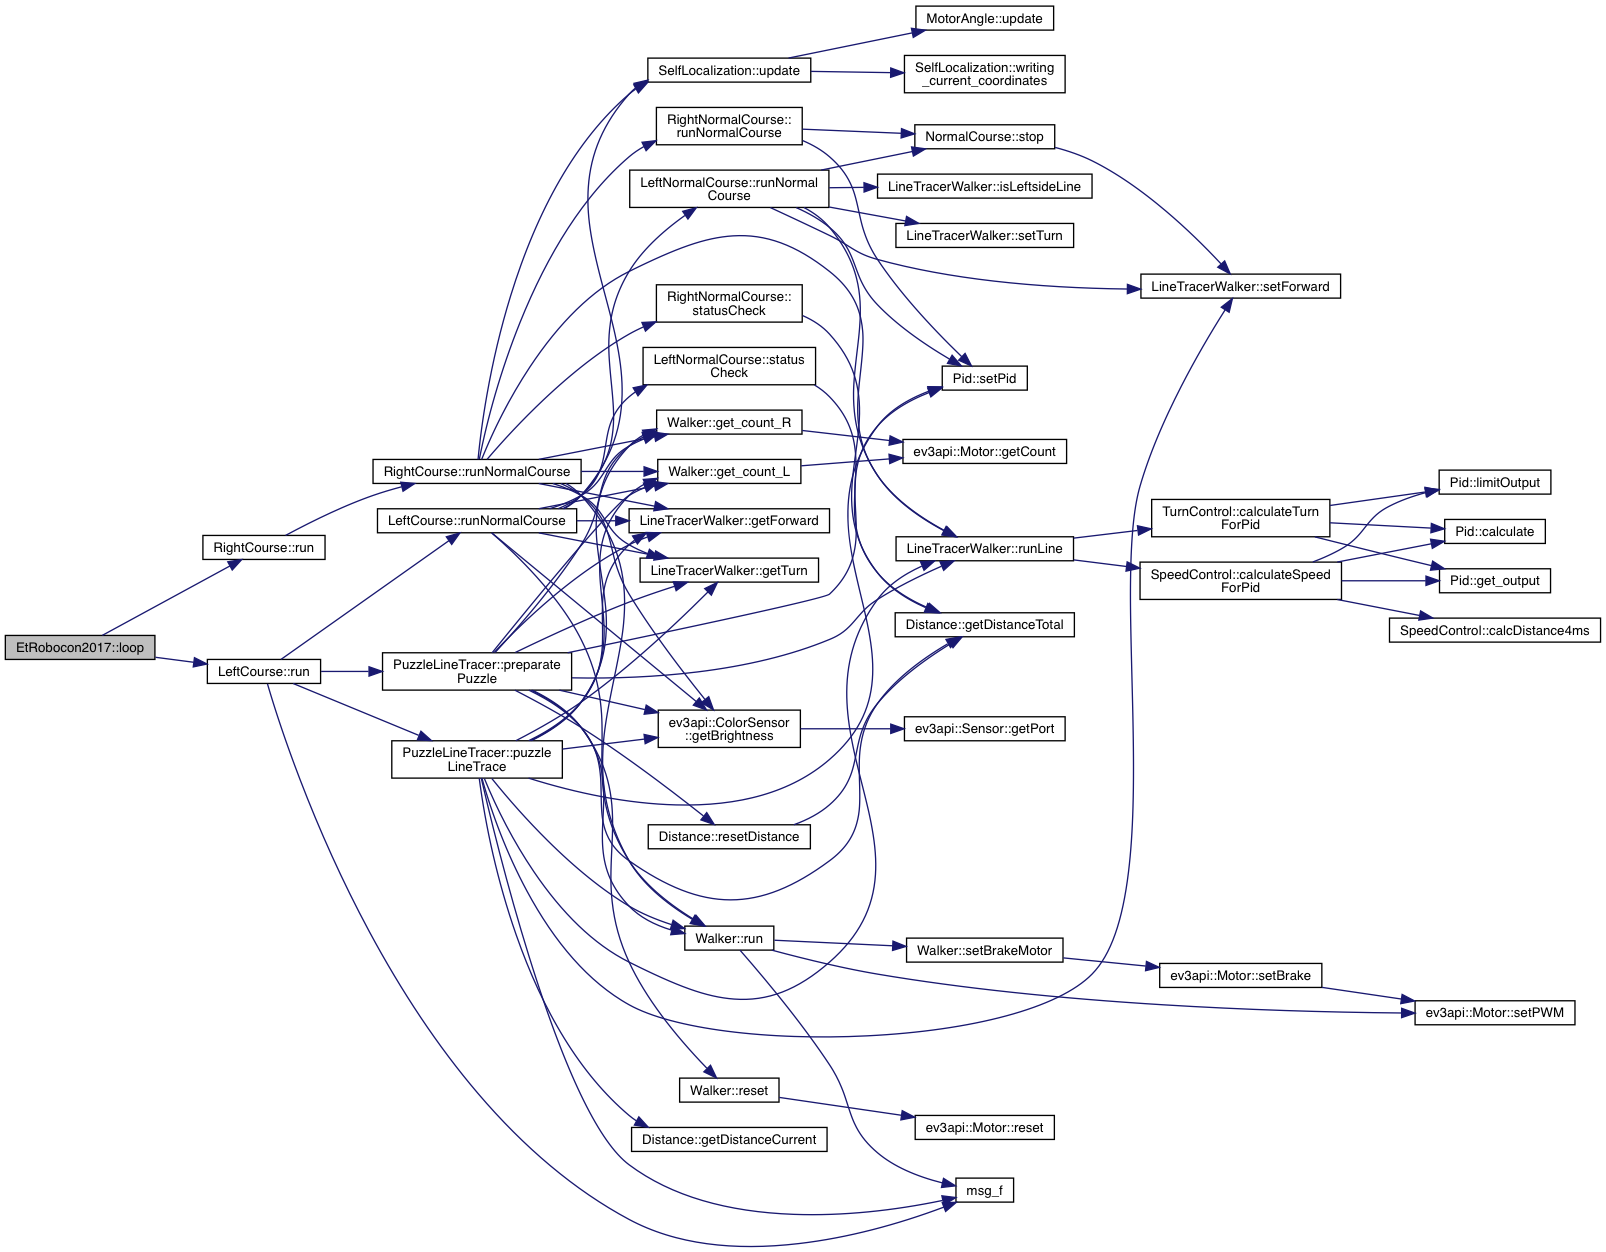 MotorAngle::update
SelfLocalization::update
SelfLocalization::writing
_current_coordinates
RightNormalCourse::
runNormalCourse
NormalCourse::stop
LeftNormalCourse::runNormal
Course
LineTracerWalker::isLeftsideLine
LineTracerWalker::setTurn
RightNormalCourse::
statusCheck
LineTracerWalker::setForward
LeftNormalCourse::status
Check
Pid::setPid
Walker::get_count_R
ev3api::Motor::getCount
RightCourse::runNormalCourse
Walker::get_count_L
Pid::limitOutput
LeftCourse::runNormalCourse
LineTracerWalker::getForward
TurnControl::calculateTurn
ForPid
Pid::calculate
RightCourse::run
LineTracerWalker::runLine
LineTracerWalker::getTurn
SpeedControl::calculateSpeed
ForPid
Pid::get_output
Distance::getDistanceTotal
SpeedControl::calcDistance4ms
EtRobocon2017::loop
LeftCourse::run
PuzzleLineTracer::preparate
Puzzle
ev3api::ColorSensor
::getBrightness
ev3api::Sensor::getPort
PuzzleLineTracer::puzzle
LineTrace
Distance::resetDistance
Walker::run
Walker::setBrakeMotor
ev3api::Motor::setBrake
ev3api::Motor::setPWM
Walker::reset
ev3api::Motor::reset
Distance::getDistanceCurrent
msg_f